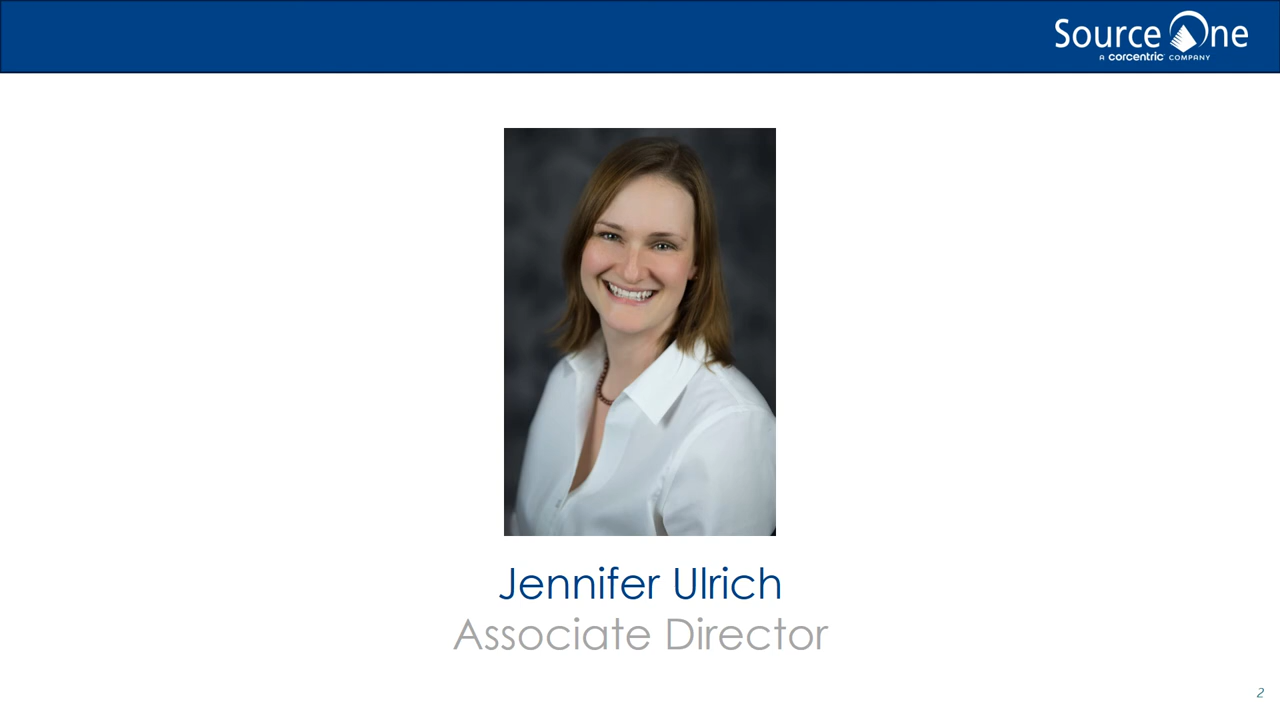 Source One
A corcentric COMPANY
Jennifer Ulrich
Associate Director
2